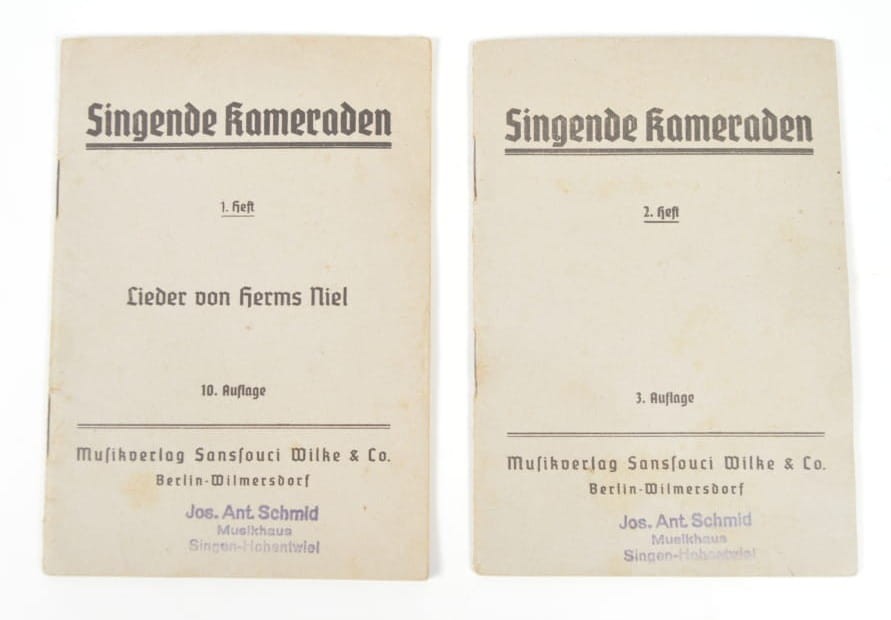 Singende Kameraden
1. Heft
Lieder von Herms Niel
10. Auflage
Muſikverlag Sansſouci Wilke & Co.
Berlin-Wilmersdorf
Jos. Ant. Schmid
Musikhaus
Singen-Hohentwiel
Singende Kameraden
2. Heft
3. Auflage
Muſikverlag Sansſouci Wilke & Co.
Berlin-Wilmersdorf
Jos. Ant. Schmid
Musikhaus
Singen-Hohentwiel